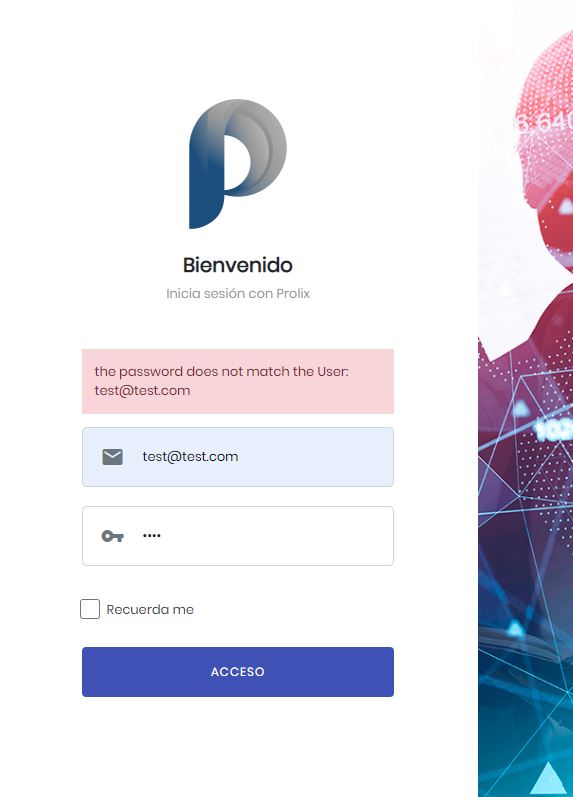 Bienvenido
Inicia sesión con Prolix
the password does not match the User:
test@test.com
test@test.com
••••
Recuerda me
ACCESO